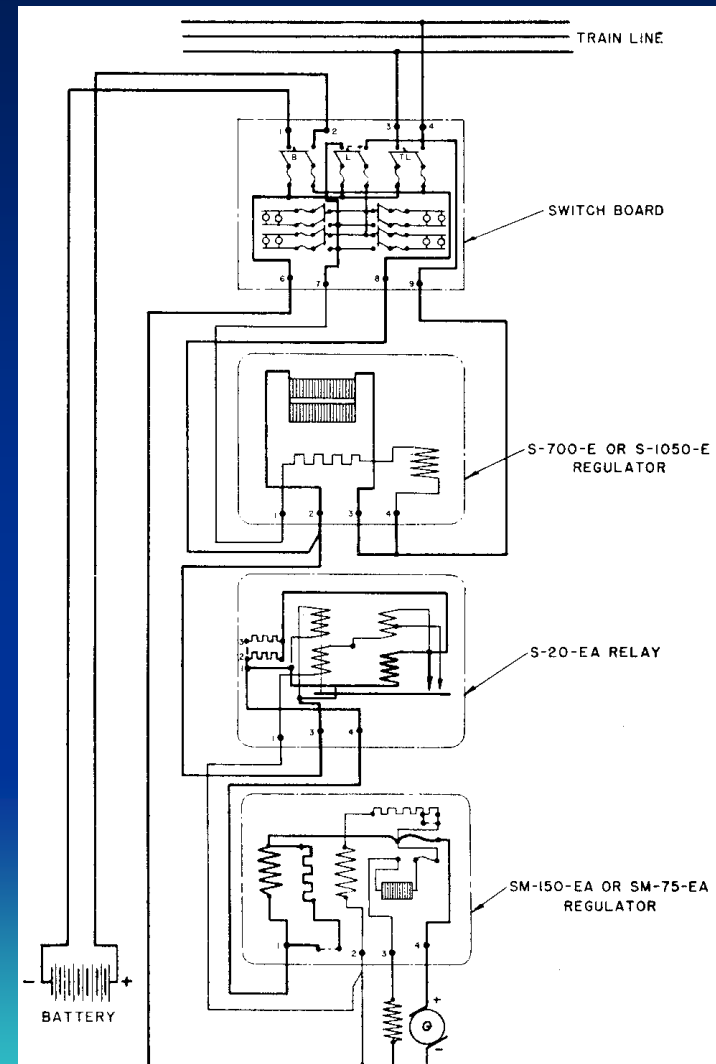 TRAIN LINE
1 2 3 4
B L TL
SWITCH BOARD
6 7 8 9
S-700-E OR S-1050-E
REGULATOR
1 2 3 4
S-20-EA RELAY
3
2
1
1 3 4
SM-150-EA OR SM-75-EA
REGULATOR
1 2 3 4
- +
BATTERY
+
G
-